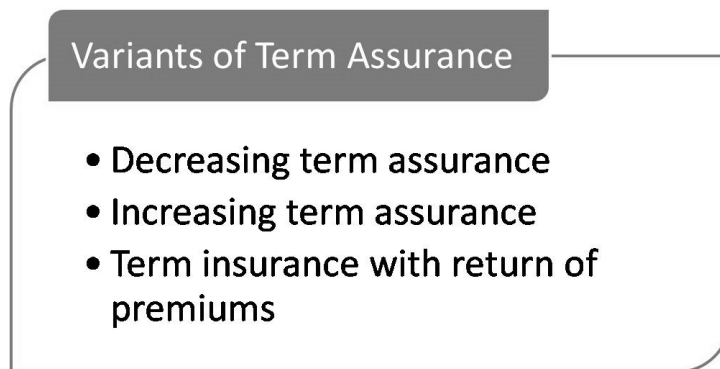 Variants of Term Assurance
• Decreasing term assurance
• Increasing term assurance
• Term insurance with return of
premiums